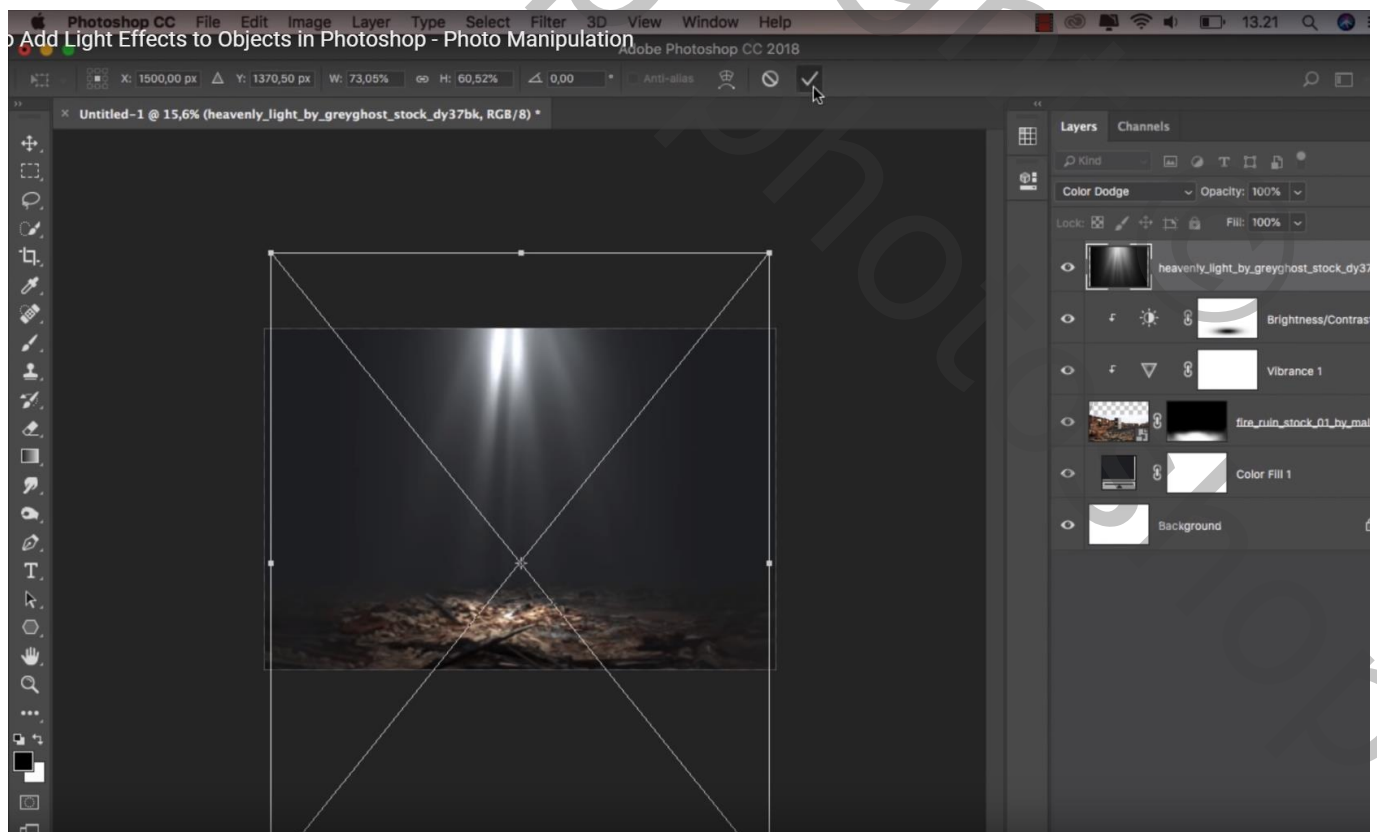 Photoshop CC File Edit Image Layer Type Select Filter 3D View Window Help 13.21
Add Light Effects to Objects in Photoshop - Photo Manipulation
Adobe Photoshop CC 2018
X: 1500,00 px Y: 1370,50 px W: 73,05% H: 60,52% 0,00 ° Anti-alias
× Untitled-1 @ 15,6% (heavenly_light_by_greyghost_stock_dy37bk, RGB/8) *
Layers Channels
Kind
Color Dodge Opacity: 100%
Lock: Fill: 100%
heavenly_light_by_greyghost_stock_dy37
Brightness/Contras
Vibrance 1
fire_ruin_stock_01_by_mal
Color Fill 1
Background